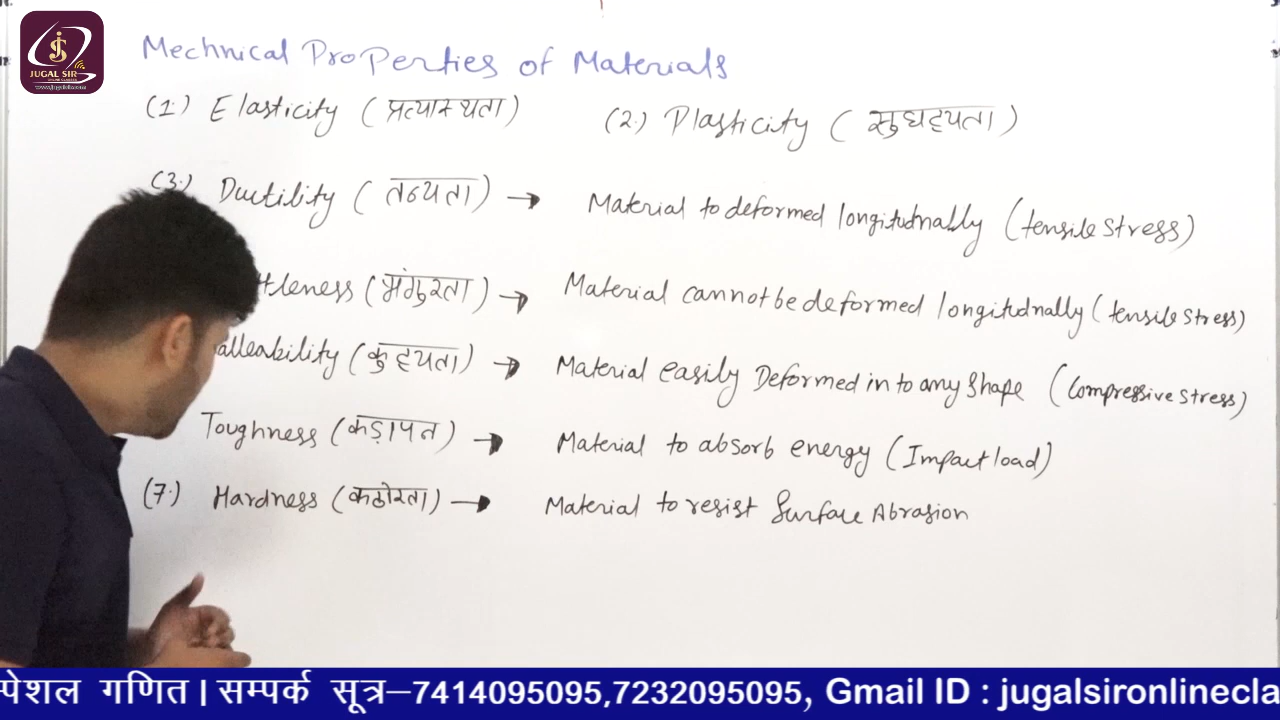 JUGAL SIR
Mechnical Properties of Materials
(1.) Elasticity (प्रत्यास्थता) (2.) Plasticity (सुघट्यता)
(3.) Ductility (तन्यता) → Material to deformed longitutnally (tensile stress)
ttleness (भंगुरता) → Material cannot be deformed longitudnally (tensile stress)
alleability (कुट्टयता) → Material easily Deformed in to any shape (Compressive stress)
Toughness (कड़ापन) → Material to absorb energy (Impact load)
(7.) Hardness (कठोरता) → Material to resist Surface Abrasion
पेशल गणित | सम्पर्क सूत्र–7414095095,7232095095, Gmail ID : jugalsironlinecla